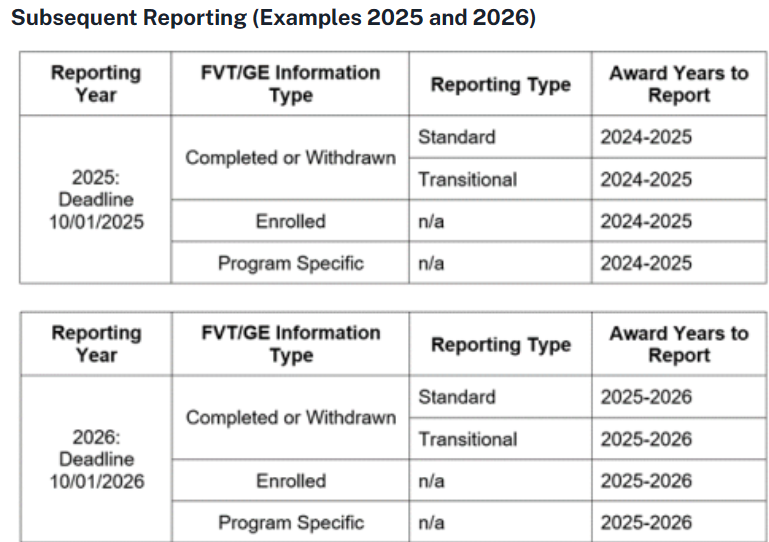 Subsequent Reporting (Examples 2025 and 2026)
Reporting Year FVT/GE Information Type Reporting Type Award Years to Report
2025: Deadline 10/01/2025 Completed or Withdrawn Standard 2024-2025
Transitional 2024-2025
Enrolled n/a 2024-2025
Program Specific n/a 2024-2025
Reporting Year FVT/GE Information Type Reporting Type Award Years to Report
2026: Deadline 10/01/2026 Completed or Withdrawn Standard 2025-2026
Transitional 2025-2026
Enrolled n/a 2025-2026
Program Specific n/a 2025-2026